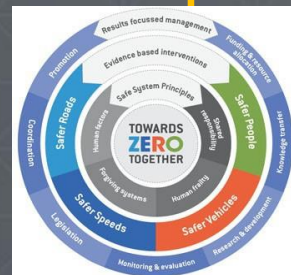 Results focussed management
Funding & resource
allocation
Knowledge transfer
Research & development
Monitoring & evaluation
Legislation
Coordination
Promotion
Evidence based interventions
Safer Roads
Safer People
Safer Speeds
Safer Vehicles
Safe System Principles
Human factors
Shared
responsibility
Forgiving systems
Human frailty
TOWARDS
ZERO
TOGETHER